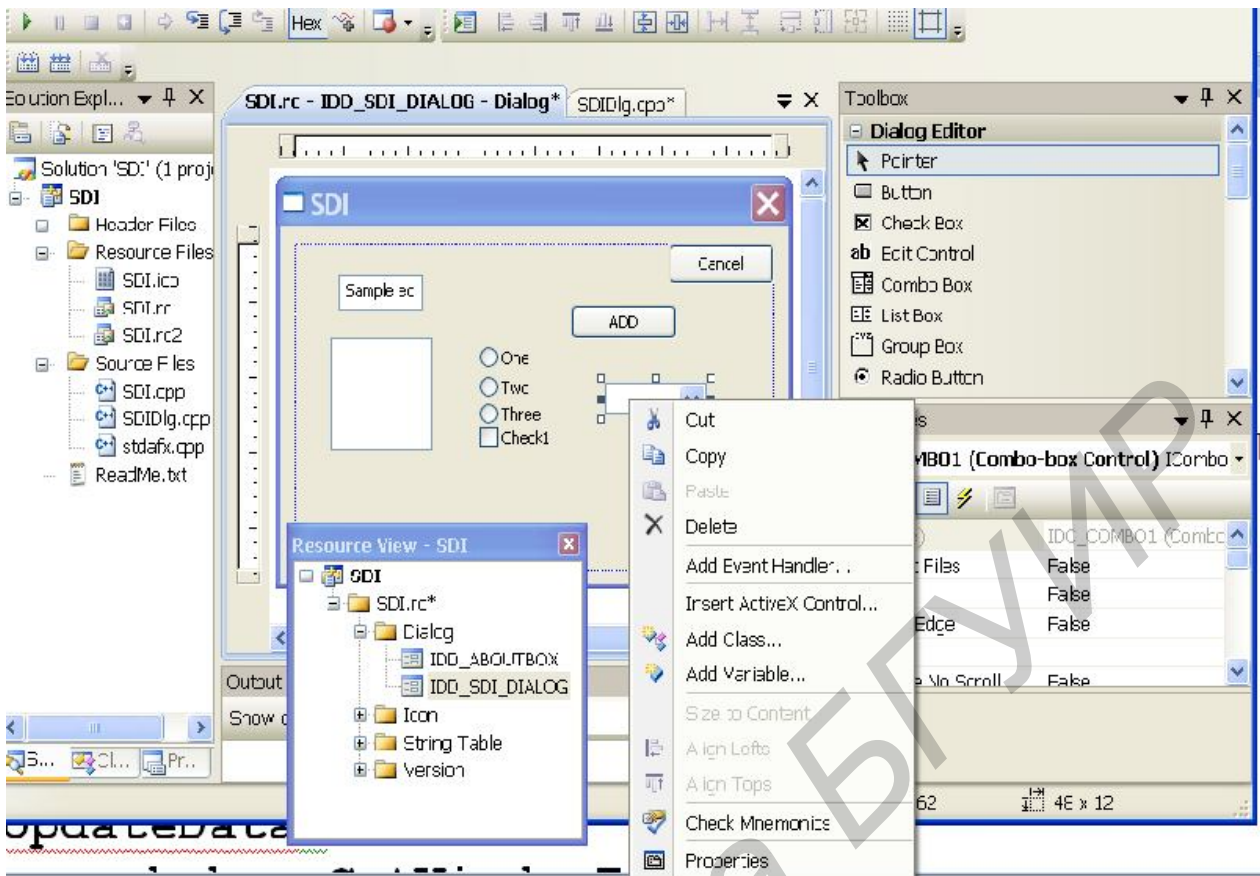 Hex
Solution Expl...
SDI.rc - IDD_SDI_DIALOG - Dialog*
SDIDlg.cpp*
Toolbox
Solution 'SDI' (1 proj
SDI
Header Files
Resource Files
SDI.ico
SDI.rc
SDI.rc2
Source Files
SDI.cpp
SDIDlg.cpp
stdafx.cpp
ReadMe.txt
SDI
Cancel
Sample ec
ADD
One
Two
Three
Check1
Dialog Editor
Pointer
Button
Check Box
Edit Control
Combo Box
List Box
Group Box
Radio Button
Cut
Copy
Paste
Delete
Add Event Handler...
Insert ActiveX Control...
Add Class...
Add Variable...
Size to Content
Align Lefts
Align Tops
Check Mnemonics
Properties
MBO1 (Combo-box Control) ICombo
IDC_COMBO1 (Combo
Files False
False
Edge False
No Scroll False
Resource View - SDI
SDI
SDI.rc*
Dialog
IDD_ABOUTBOX
IDD_SDI_DIALOG
Icon
String Table
Version
Output
Show
Pr...
62 48 x 12
UpdateData
БГУИР